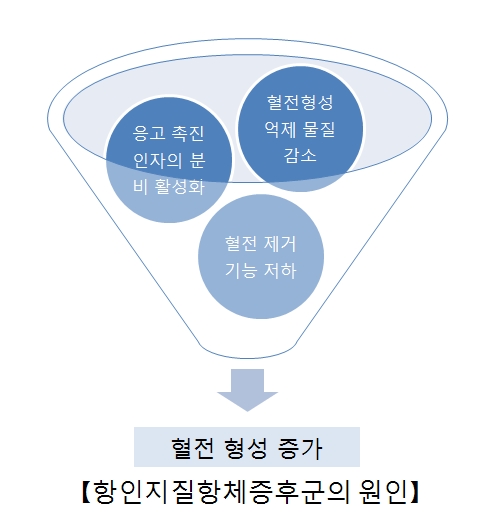 혈전형성
억제 물질
감소
응고 촉진
인자의 분
비 활성화
혈전 제거
기능 저하
혈전 형성 증가
【항인지질항체증후군의 원인】